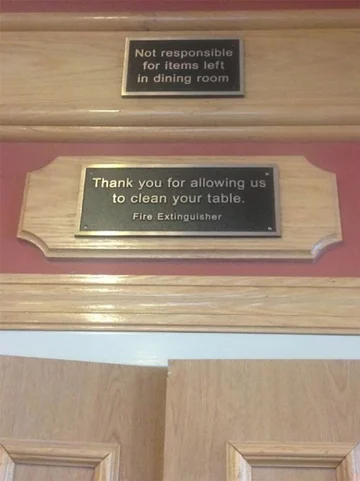 Not responsible
for items left
in dining room
Thank you for allowing us
to clean your table.
Fire Extinguisher